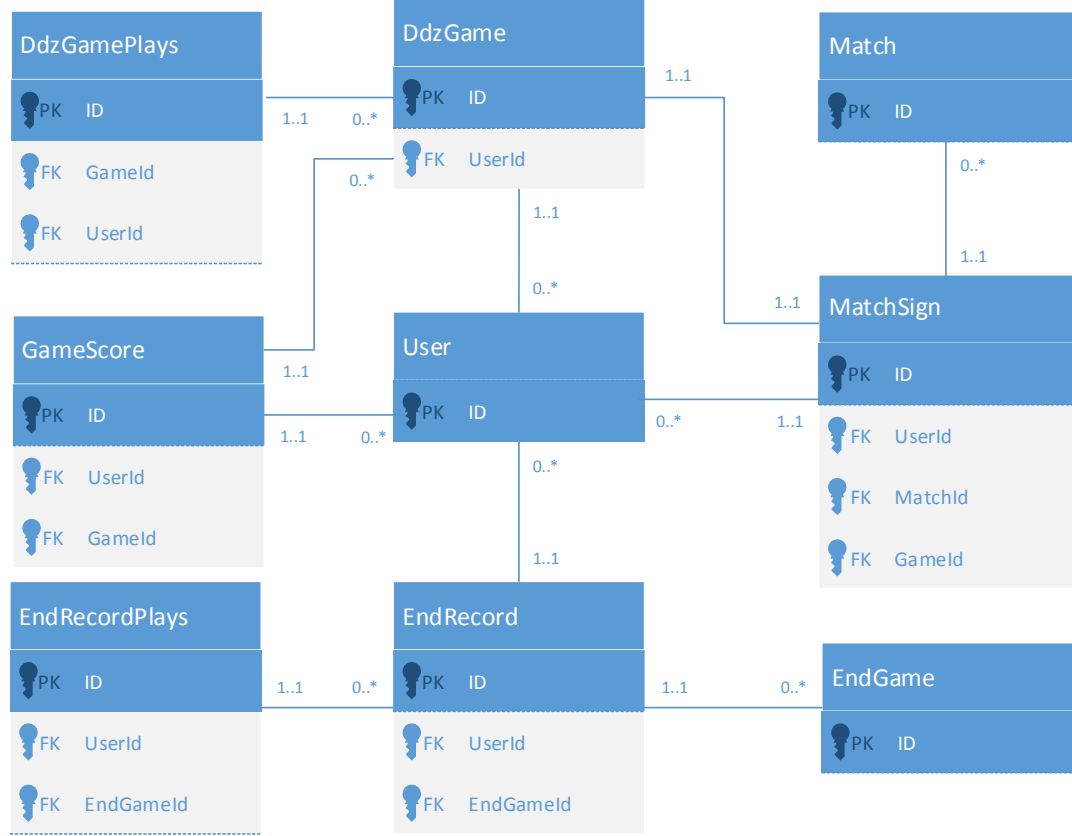 DdzGamePlays
PK ID
FK GameId
FK UserId
DdzGame
PK ID
FK UserId
Match
PK ID
1..1
1..1 0..*
0..*
1..1
0..*
0..*
1..1
1..1
1..1
GameScore
PK ID
FK UserId
FK GameId
User
PK ID
MatchSign
PK ID
FK UserId
FK MatchId
FK GameId
1..1 0..*
0..* 1..1
0..*
1..1
EndRecordPlays
PK ID
FK UserId
FK EndGameId
EndRecord
PK ID
FK UserId
FK EndGameId
EndGame
PK ID
1..1 0..*
1..1 0..*